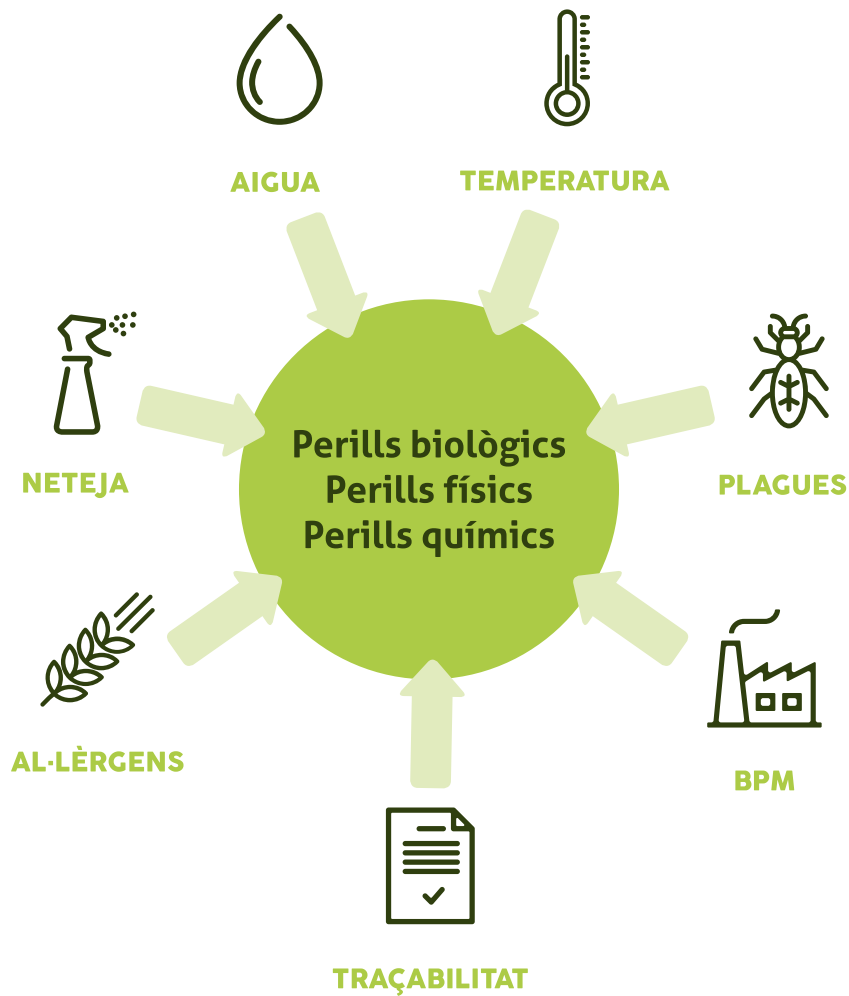 AIGUA
TEMPERATURA
NETEJA
Perills biològics
Perills físics
Perills químics
PLAGUES
AL·LÈRGENS
BPM
TRAÇABILITAT